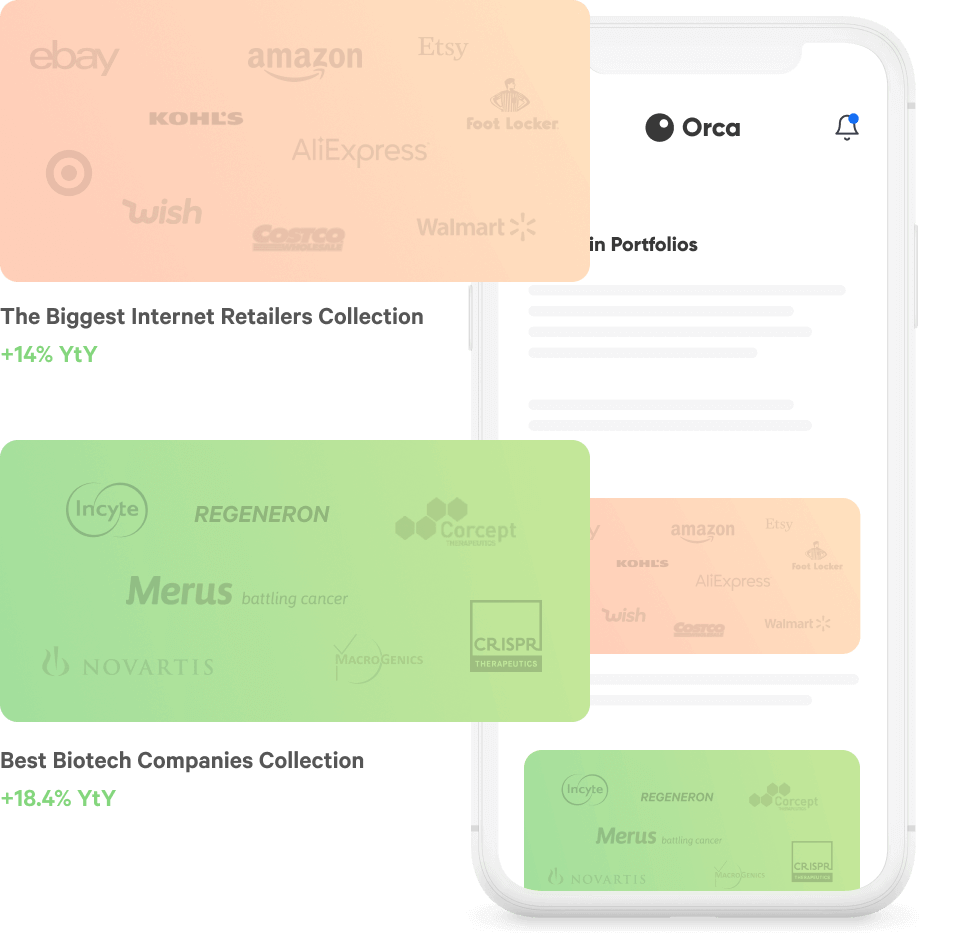 ebay
amazon
Etsy
KOHL'S
Foot Locker
AliExpress
wish
COSTCO
WHOLESALE
Walmart
The Biggest Internet Retailers Collection
+14% YtY
Orca
in Portfolios
Incyte
REGENERON
Corcept
THERAPEUTICS
Merus battling cancer
CRISPR
THERAPEUTICS
NOVARTIS
MACROGENICS
Best Biotech Companies Collection
+18.4% YtY
y
amazon
Etsy
KOHL'S
Foot Locker
AliExpress
wish
COSTCO
Walmart
Incyte
REGENERON
Corcept
Merus battling cancer
CRISPR
THERAPEUTICS
NOVARTIS
MACROGENICS